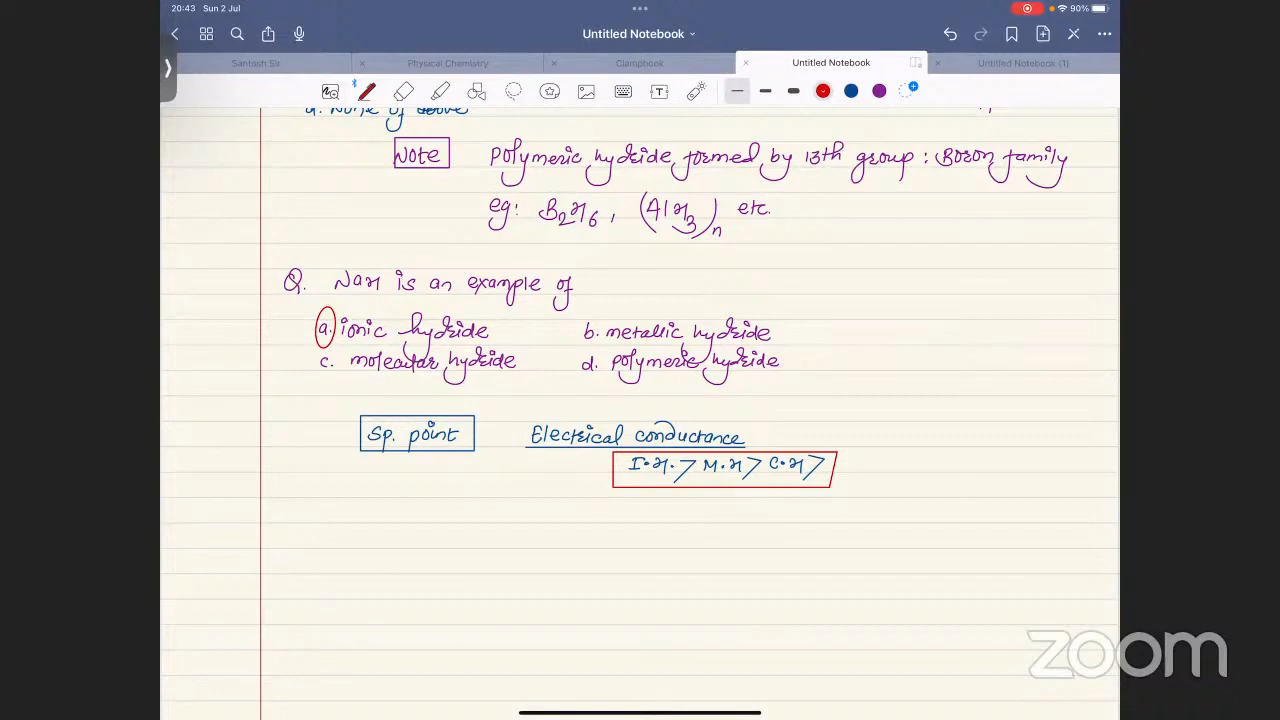 20:43 Sun 2 Jul
90%
Untitled Notebook
Santosh Sir
Physical Chemistry
Clampbook
Untitled Notebook
Untitled Notebook (1)
d. None of above
Note Polymeric hydride formed by 13th group : Boron family
eg: B2H6, (AlH3)n etc.
Q. NaH is an example of
a. ionic hydride b. metallic hydride
c. molecular hydride d. polymeric hydride
Sp. point Electrical conductance
I.H. > M.H > C.H >
zoom